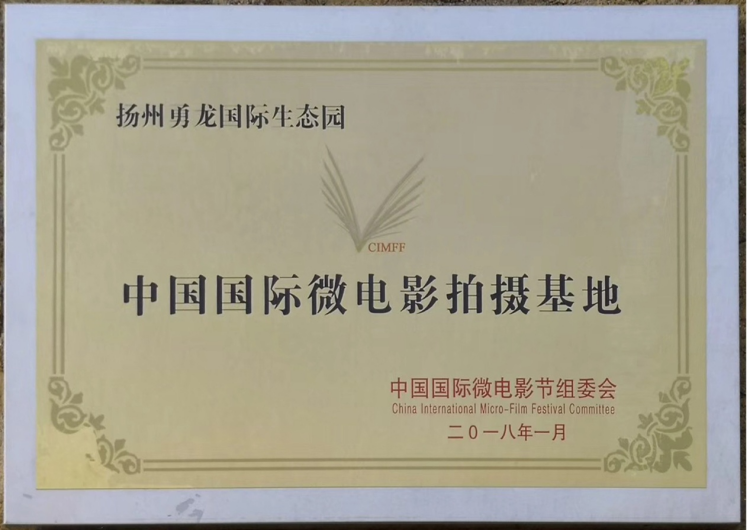 扬州勇龙国际生态园
CIMFF
中国国际微电影拍摄基地
中国国际微电影节组委会
China International Micro-Film Festival Committee
二0一八年一月